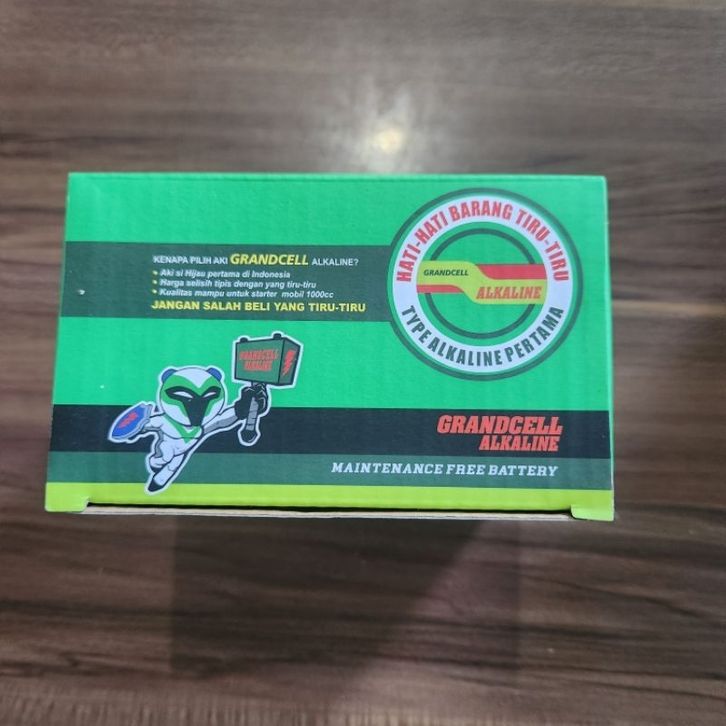 KENAPA PILIH AKI GRANDCELL ALKALINE?
• Aki si Hijau pertama di Indonesia
• Harga selisih tipis dengan yang tiru-tiru
• Kualitas mampu untuk starter mobil 1000cc
JANGAN SALAH BELI YANG TIRU-TIRU
HATI-HATI BARANG TIRU-TIRU
GRANDCELL
ALKALINE
TYPE ALKALINE PERTAMA
GRANDCELL
ALKALINE
GRANDCELL
ALKALINE
MAINTENANCE FREE BATTERY